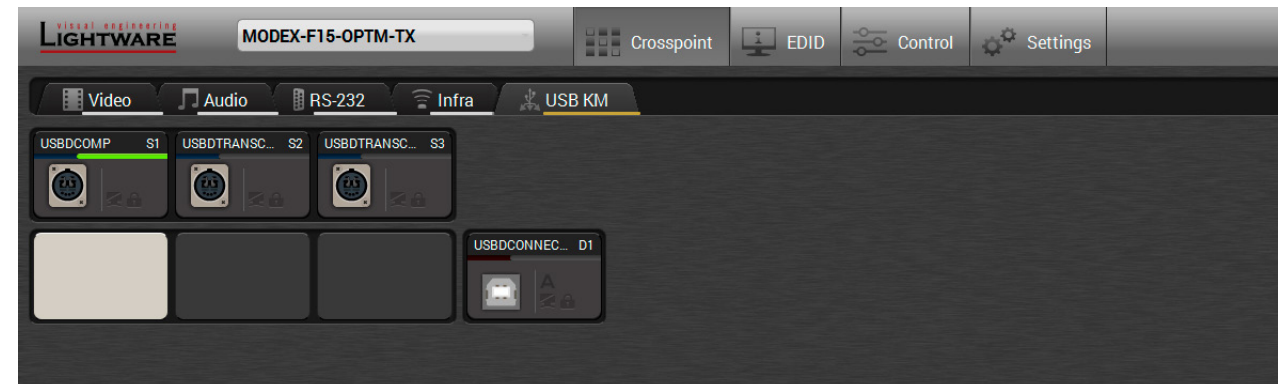 visual engineering
LIGHTWARE
MODEX-F15-OPTM-TX
Crosspoint
EDID
Control
Settings
Video
Audio
RS-232
Infra
USB KM
USBDCOMP S1
USBDTRANSC... S2
USBDTRANSC... S3
USBDCONNEC... D1
A